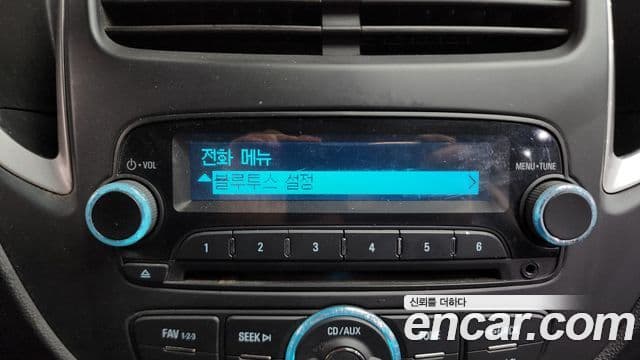 전화 메뉴
블루투스 설정 >
⏻ • VOL
MENU • TUNE
1 2 3 4 5 6
FAV 1-2-3
SEEK
CD/AUX
신뢰를 더하다
encar.com